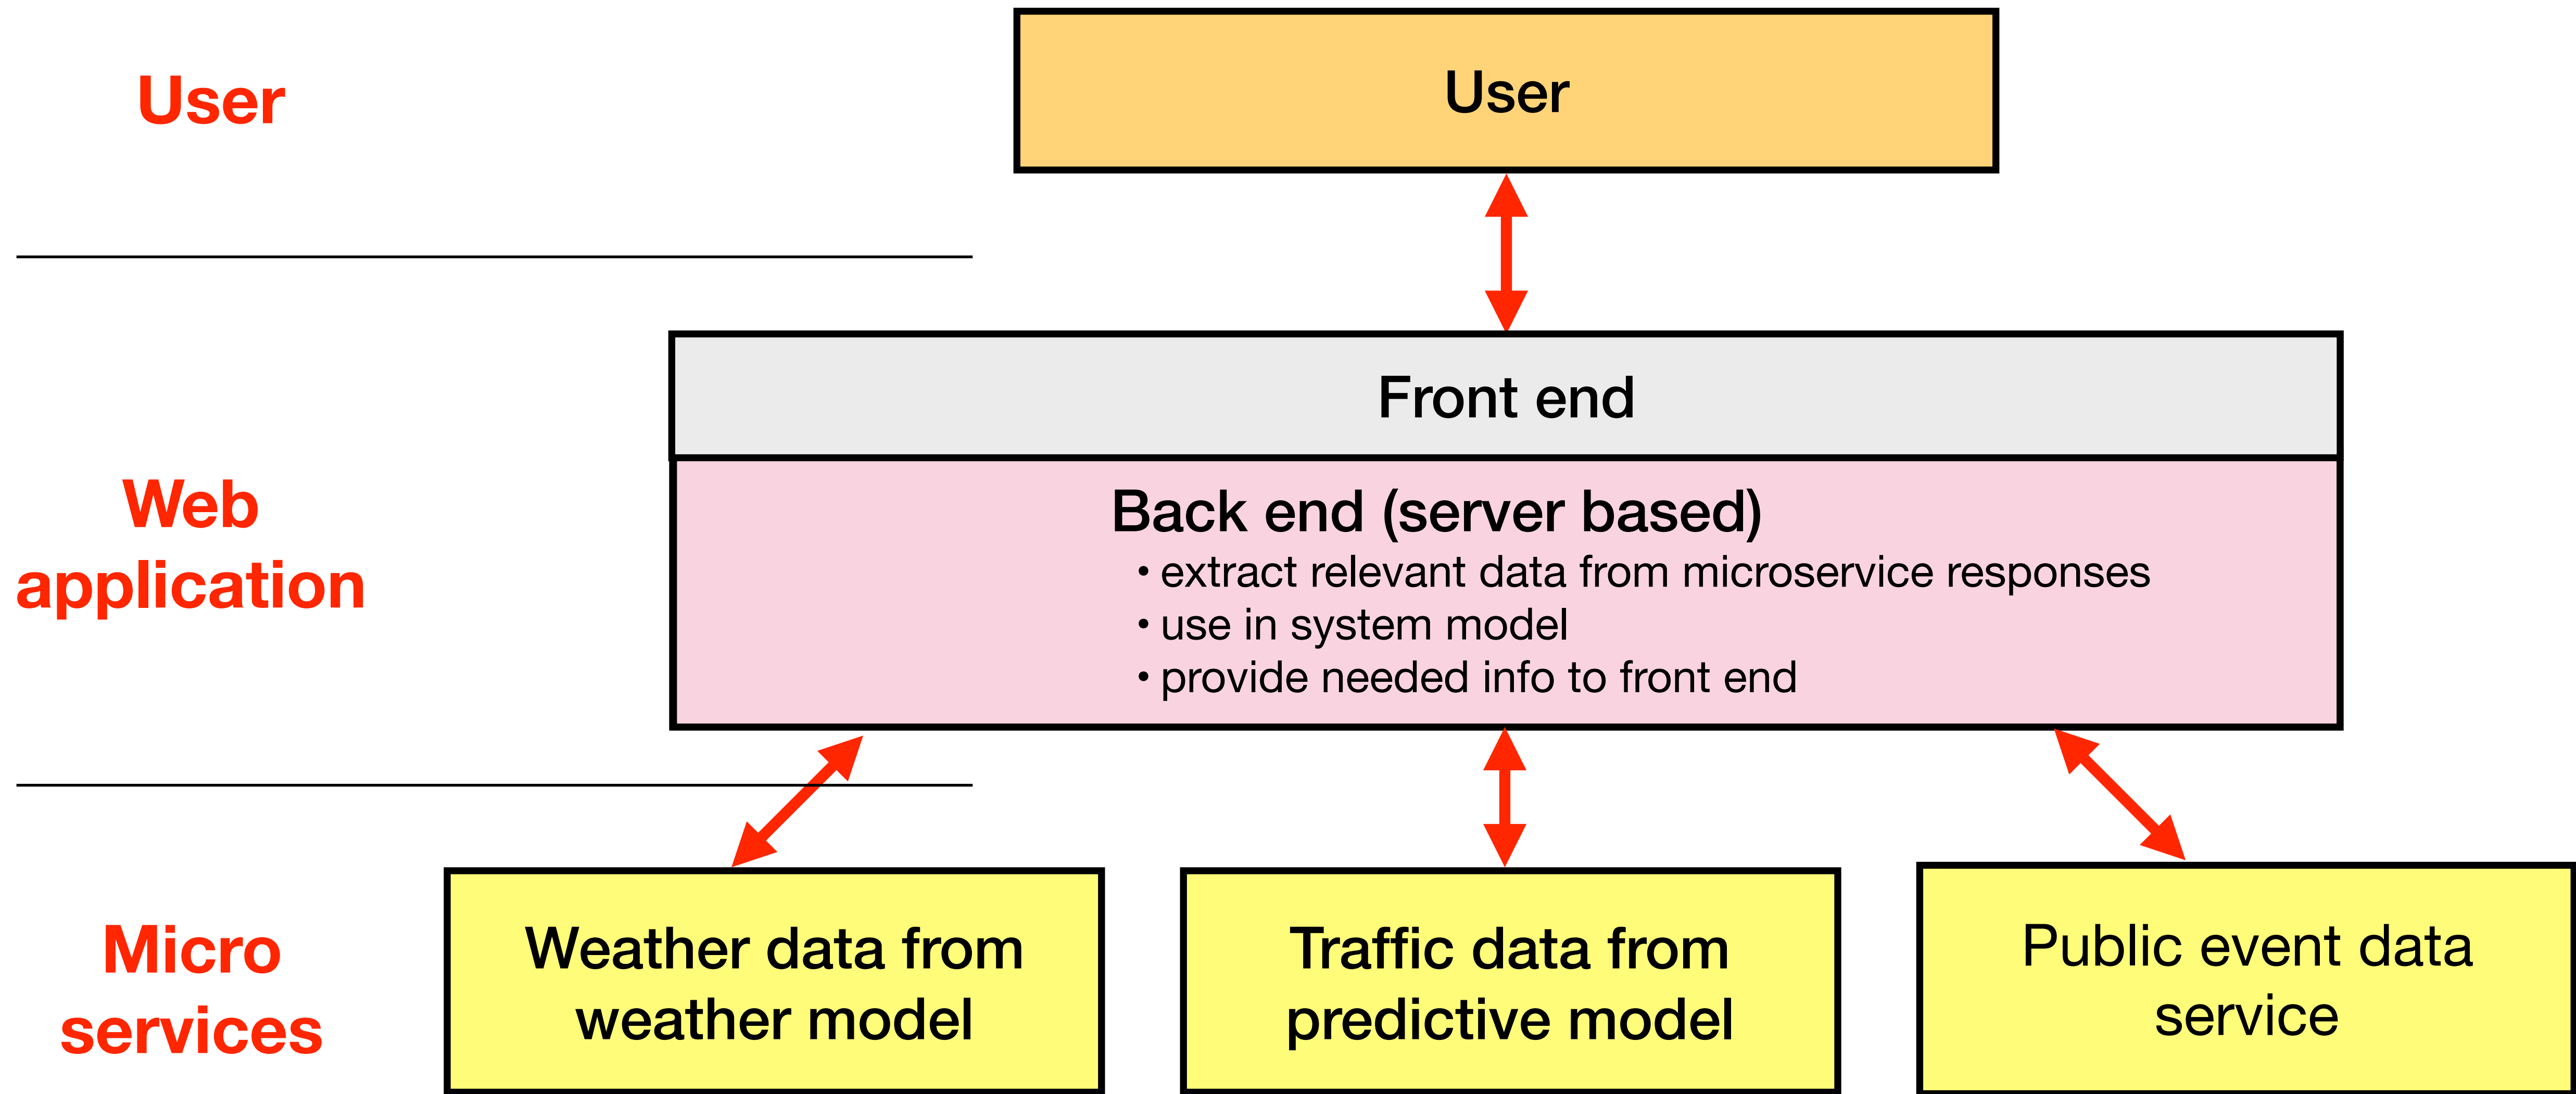 User
User
Front end
Web
application
Back end (server based)
• extract relevant data from microservice responses
• use in system model
• provide needed info to front end
Micro
services
Weather data from
weather model
Traffic data from
predictive model
Public event data
service